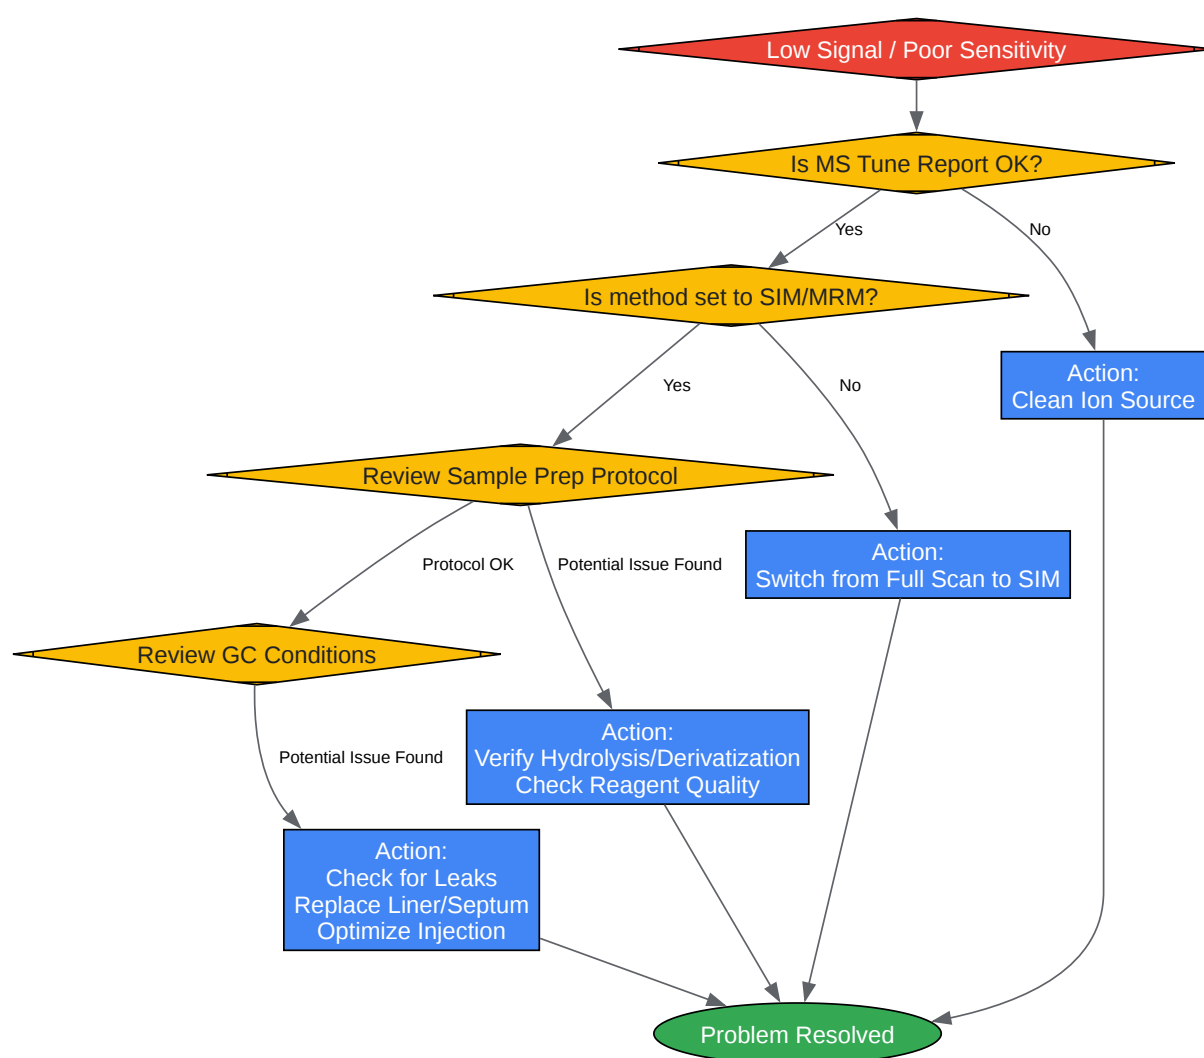 Low Signal / Poor Sensitivity
Is MS Tune Report OK?
Yes
No
Is method set to SIM/MRM?
Yes
No
Action:
Clean Ion Source
Review Sample Prep Protocol
Protocol OK
Potential Issue Found
Action:
Switch from Full Scan to SIM
Review GC Conditions
Potential Issue Found
Action:
Verify Hydrolysis/Derivatization
Check Reagent Quality
Action:
Check for Leaks
Replace Liner/Septum
Optimize Injection
Problem Resolved